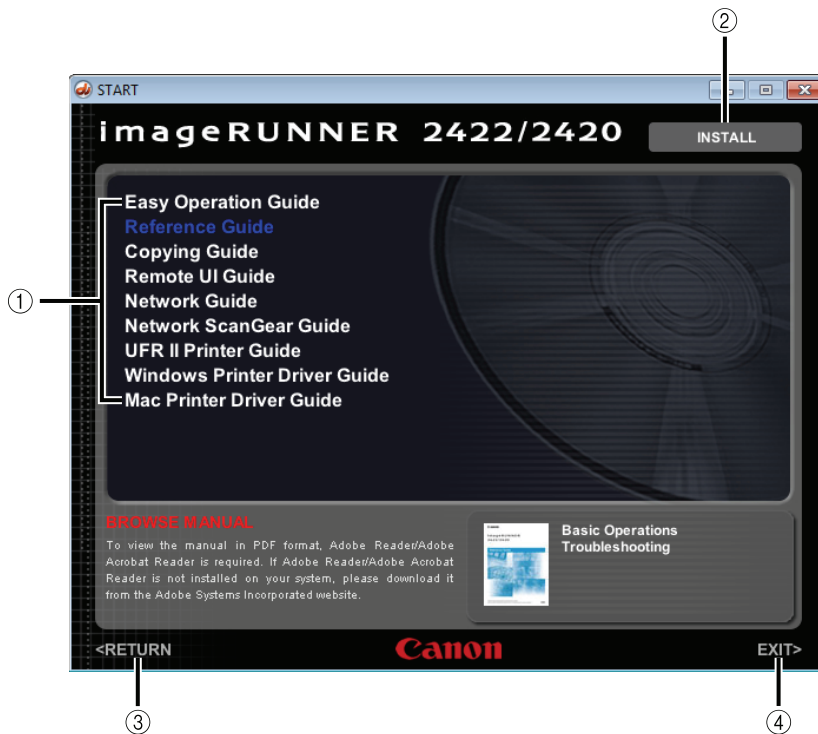 ②
START
imageRUNNER 2422/2420
INSTALL
Easy Operation Guide
Reference Guide
Copying Guide
Remote UI Guide
①
Network Guide
Network ScanGear Guide
UFR II Printer Guide
Windows Printer Driver Guide
Mac Printer Driver Guide
BROWSE MANUAL
To view the manual in PDF format, Adobe Reader/Adobe
Acrobat Reader is required. If Adobe Reader/Adobe Acrobat
Reader is not installed on your system, please download it
from the Adobe Systems Incorporated website.
Basic Operations
Troubleshooting
<RETURN
Canon
EXIT>
③
④